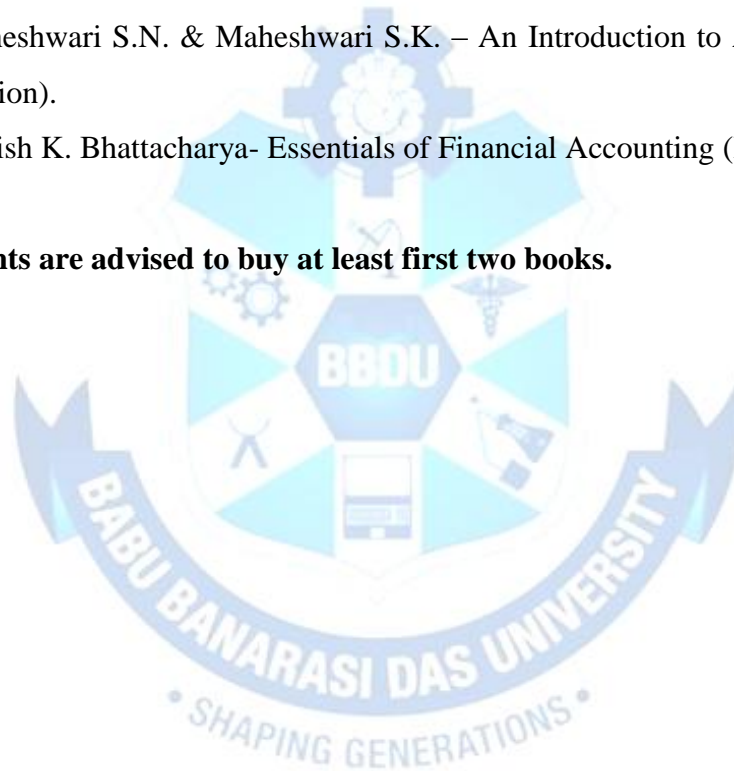 eshwari S.N. & Maheshwari S.K. – An Introduction to
ion).
ish K. Bhattacharya- Essentials of Financial Accounting (
nts are advised to buy at least first two books.
BBDU
BABU BANARASI DAS UNIVERSITY
• SHAPING GENERATIONS •